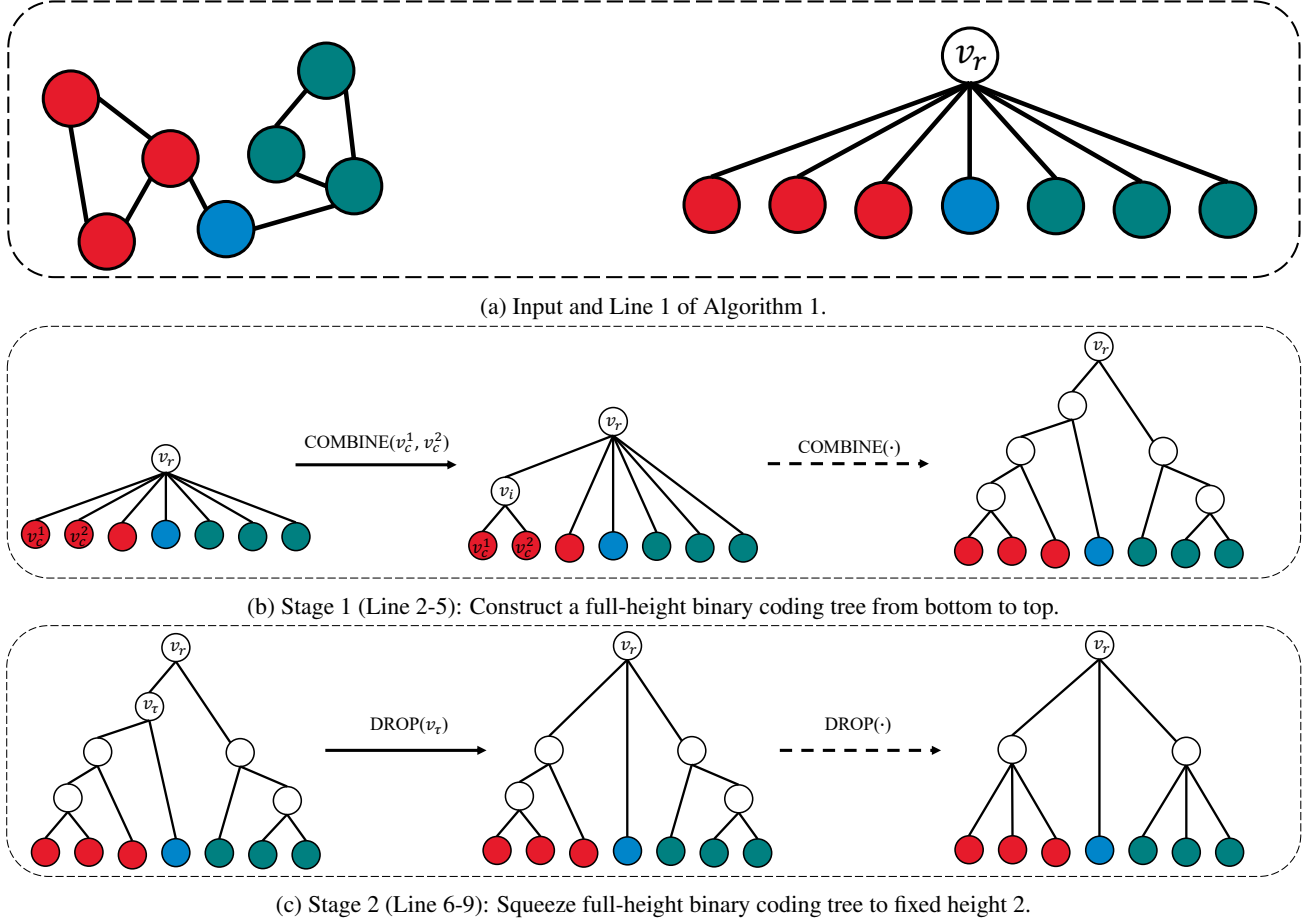 v_r
(a) Input and Line 1 of Algorithm 1.
v_r
v_r
COMBINE(v_c^1, v_c^2)
v_r
COMBINE(·)
v_i
v_c^1 v_c^2
v_c^1 v_c^2
(b) Stage 1 (Line 2-5): Construct a full-height binary coding tree from bottom to top.
v_r
v_r
v_r
v_τ
DROP(v_τ)
DROP(·)
(c) Stage 2 (Line 6-9): Squeeze full-height binary coding tree to fixed height 2.